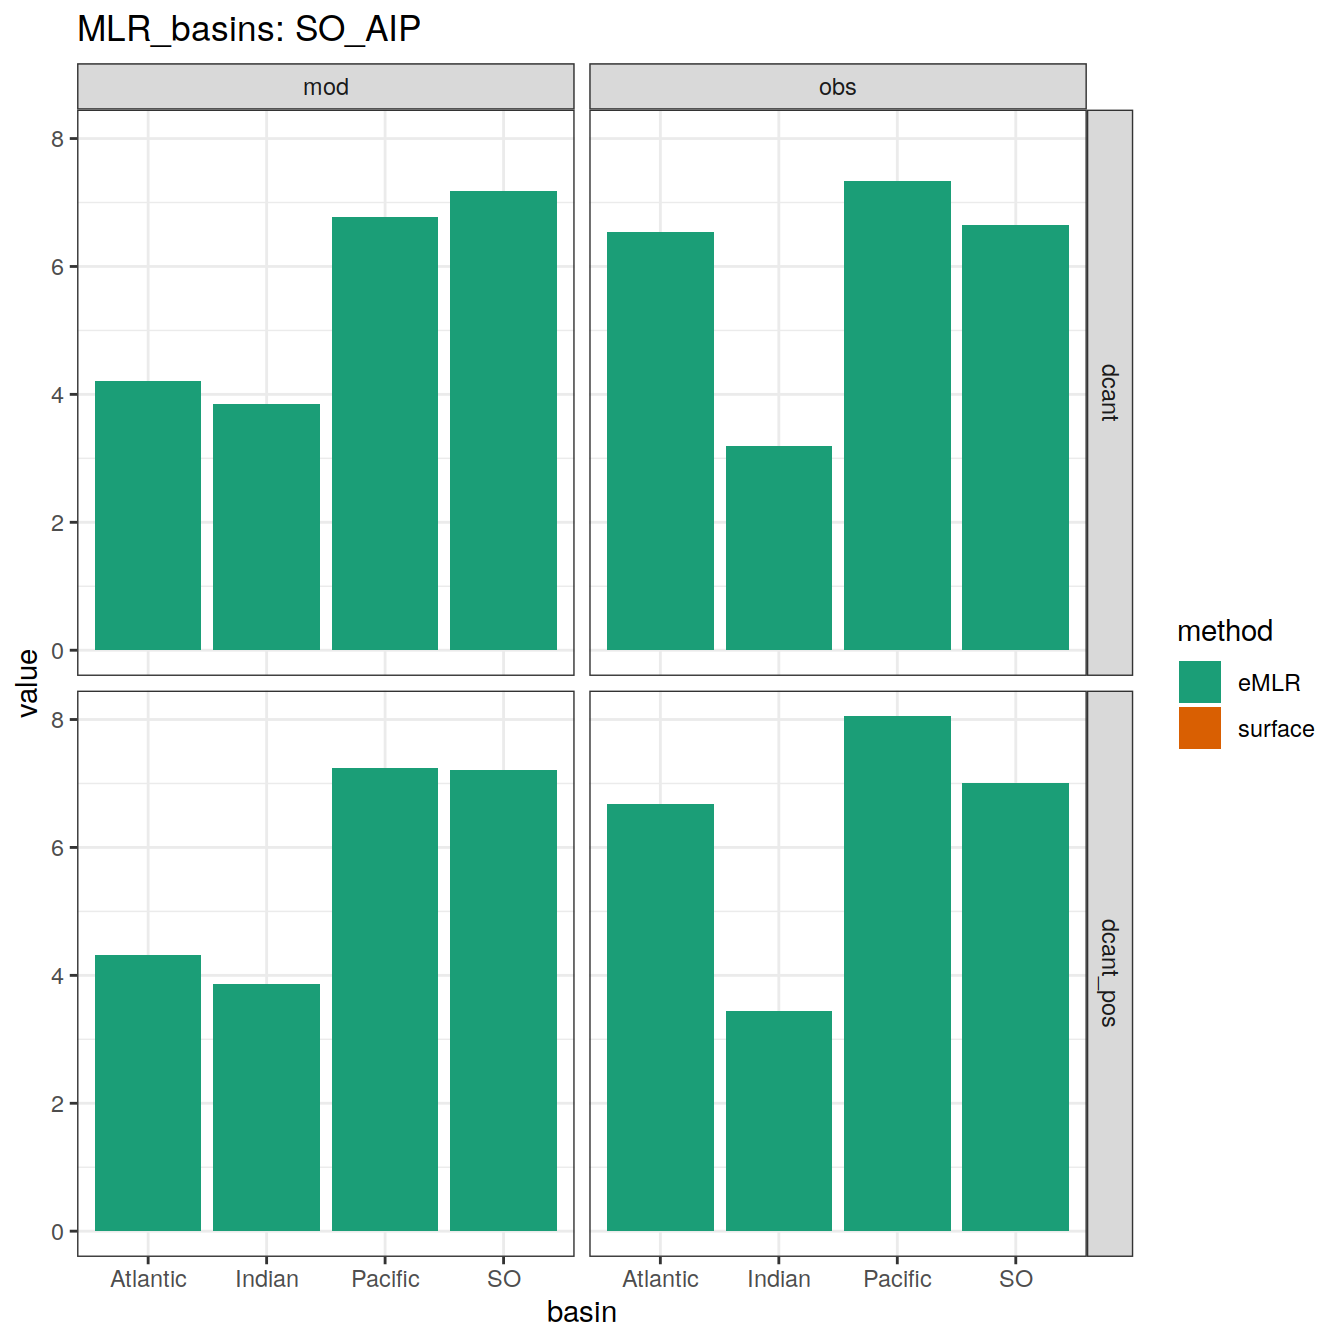 MLR_basins: SO_AIP
mod
obs
8
6
4
2
0
dcant
8
6
4
2
0
dcant_pos
Atlantic
Indian
Pacific
SO
Atlantic
Indian
Pacific
SO
basin
value
method
eMLR
surface